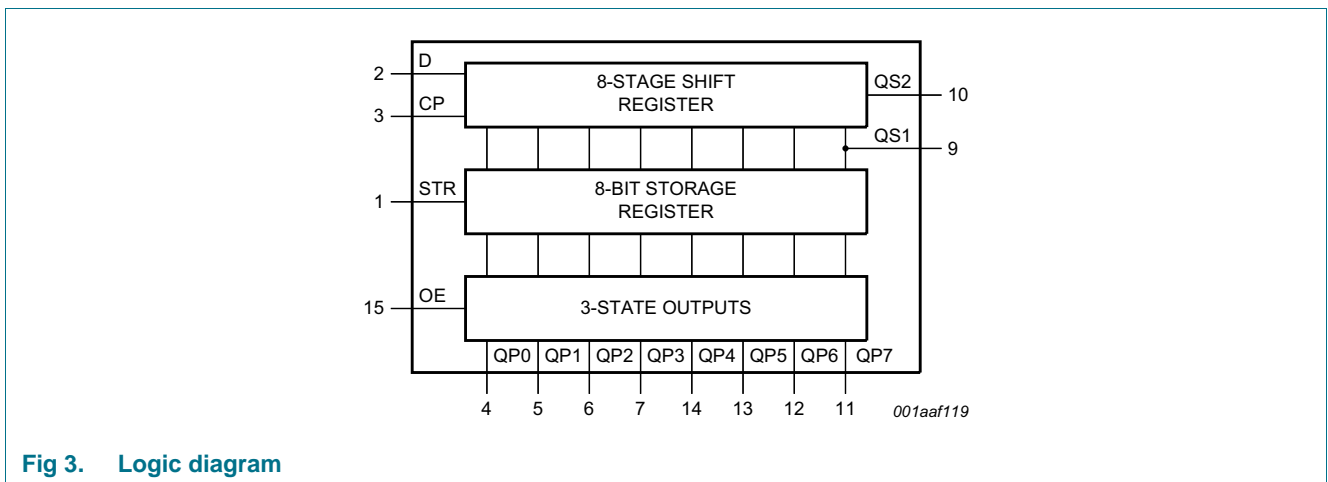 D
2
8-STAGE SHIFT
REGISTER
QS2
10
CP
3
QS1
9
STR
1
8-BIT STORAGE
REGISTER
OE
15
3-STATE OUTPUTS
QP0 QP1 QP2 QP3 QP4 QP5 QP6 QP7
4 5 6 7 14 13 12 11
001aaf119
Fig 3. Logic diagram